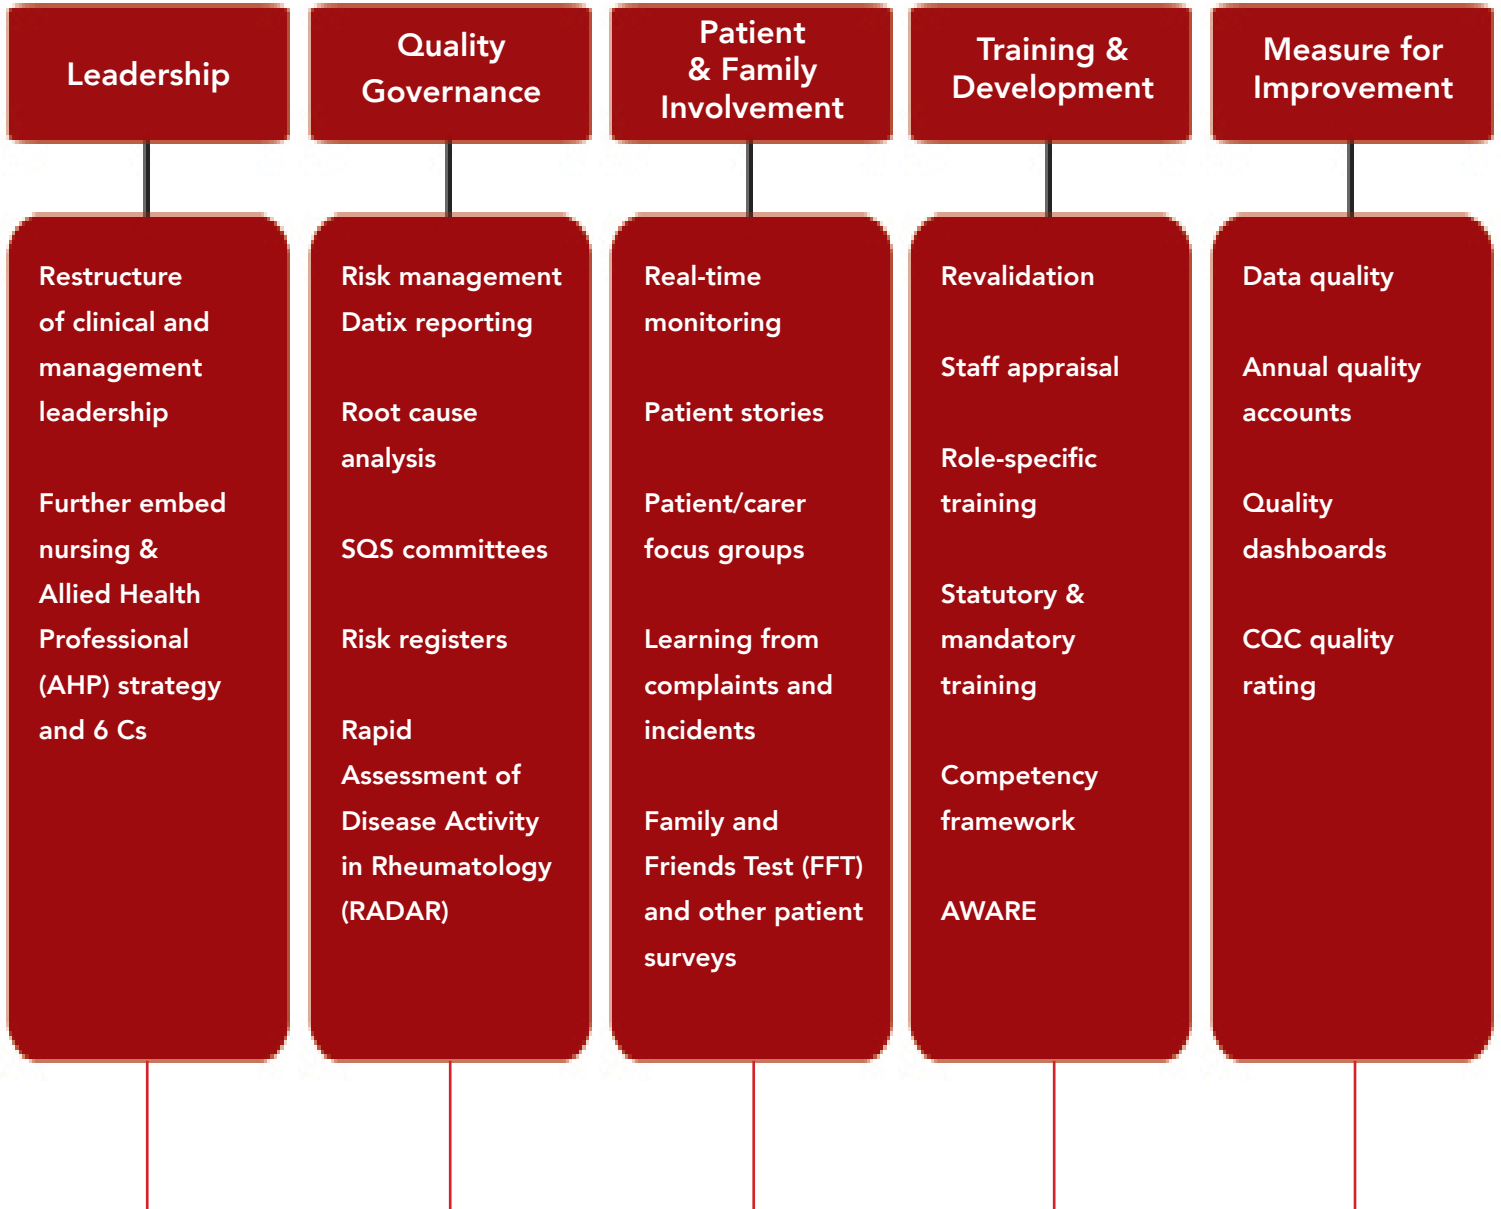 Leadership
Restructure
of clinical and
management
leadership
Further embed
nursing &
Allied Health
Professional
(AHP) strategy
and 6 Cs
Quality
Governance
Risk management
Datix reporting
Root cause
analysis
SQS committees
Risk registers
Rapid
Assessment of
Disease Activity
in Rheumatology
(RADAR)
Patient
& Family
Involvement
Real-time
monitoring
Patient stories
Patient/carer
focus groups
Learning from
complaints and
incidents
Family and
Friends Test (FFT)
and other patient
surveys
Training &
Development
Revalidation
Staff appraisal
Role-specific
training
Statutory &
mandatory
training
Competency
framework
AWARE
Measure for
Improvement
Data quality
Annual quality
accounts
Quality
dashboards
CQC quality
rating